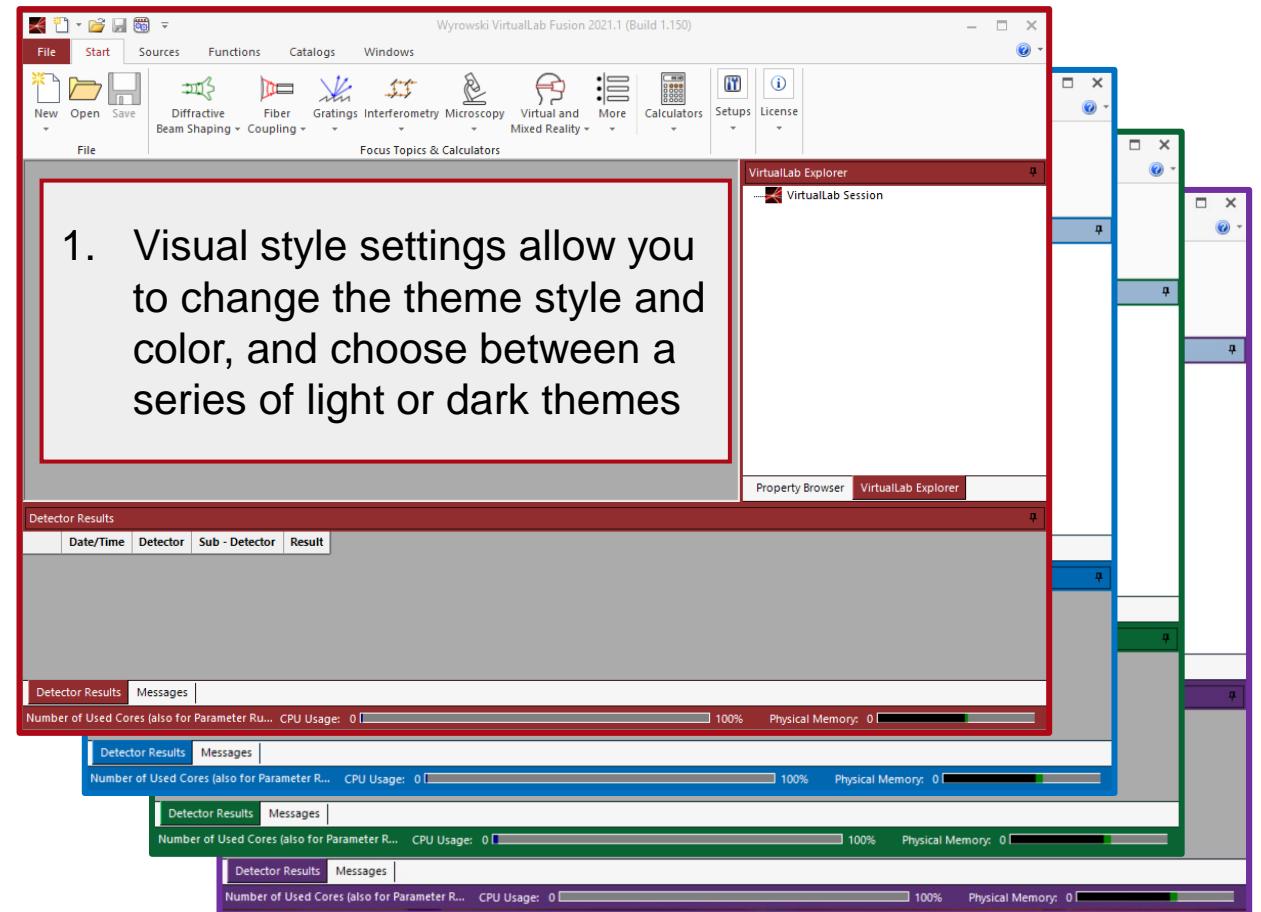 Wyrowski VirtualLab Fusion 2021.1 (Build 1.150)
File Start Sources Functions Catalogs Windows
New Open Save Diffractive Beam Shaping Fiber Coupling Gratings Interferometry Microscopy Virtual and Mixed Reality More Calculators Setups License
File Focus Topics & Calculators
VirtualLab Explorer
VirtualLab Session
1. Visual style settings allow you
to change the theme style and
color, and choose between a
series of light or dark themes
Property Browser VirtualLab Explorer
Detector Results
Date/Time Detector Sub - Detector Result
Detector Results Messages
Number of Used Cores (also for Parameter Ru... CPU Usage: 0 100% Physical Memory: 0
Detector Results Messages
Number of Used Cores (also for Parameter R... CPU Usage: 0 100% Physical Memory: 0
Detector Results Messages
Number of Used Cores (also for Parameter R... CPU Usage: 0 100% Physical Memory: 0
Detector Results Messages
Number of Used Cores (also for Parameter R... CPU Usage: 0 100% Physical Memory: 0